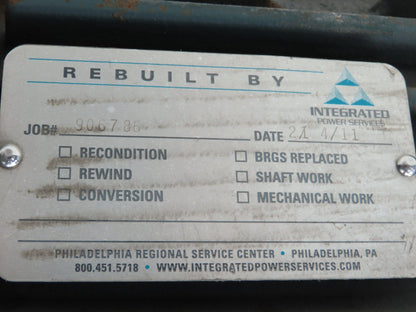 REBUILT BY
INTEGRATED
POWER SERVICES
JOB# 906786 DATE 21 4/11
RECONDITION BRGS REPLACED
REWIND SHAFT WORK
CONVERSION MECHANICAL WORK
PHILADELPHIA REGIONAL SERVICE CENTER • PHILADELPHIA, PA
800.451.5718 • WWW.INTEGRATEDPOWERSERVICES.COM